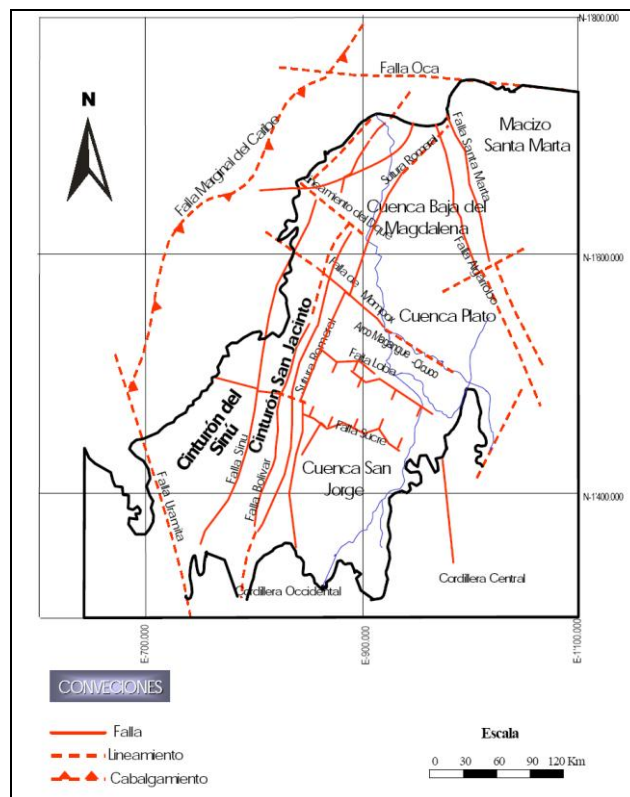 N-1'800.000
Falla Oca
N
Macizo
Santa Marta
Falla Santa Marta
Sutura Romeral
Falla Marginal del Caribe
Lineamiento del Dique
Cuenca Baja del
Magdalena
N-1'600.000
Falla Algarrobo
Falla de Mompox
Cuenca Plato
Arco Magangue -Cicuco
Falla Loba
Cinturón San Jacinto
Sutura Romeral
Cinturón del
Sinú
Falla Sinú
Falla Sucre
Cuenca San
Jorge
Falla Bolivar
Falla Uramita
N-1'400.000
Cordillera Occidental
Cordillera Central
E-700.000
E-900.000
E-1'100.000
CONVECIONES
Falla
Lineamiento
Cabalgamiento
Escala
0 30 60 90 120 Km